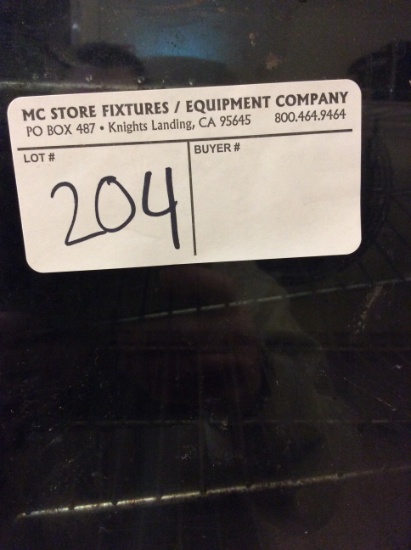 MC STORE FIXTURES / EQUIPMENT COMPANY
PO BOX 487 • Knights Landing, CA 95645 800.464.9464
LOT # BUYER #
204